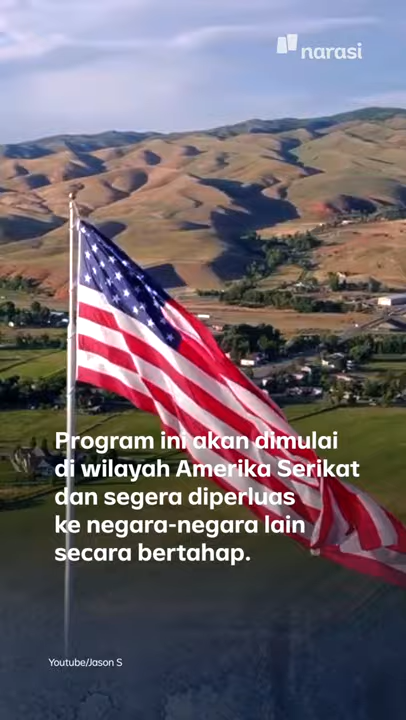 narasi
Program ini akan dimulai
di wilayah Amerika Serikat
dan segera diperluas
ke negara-negara lain
secara bertahap.
Youtube/Jason S